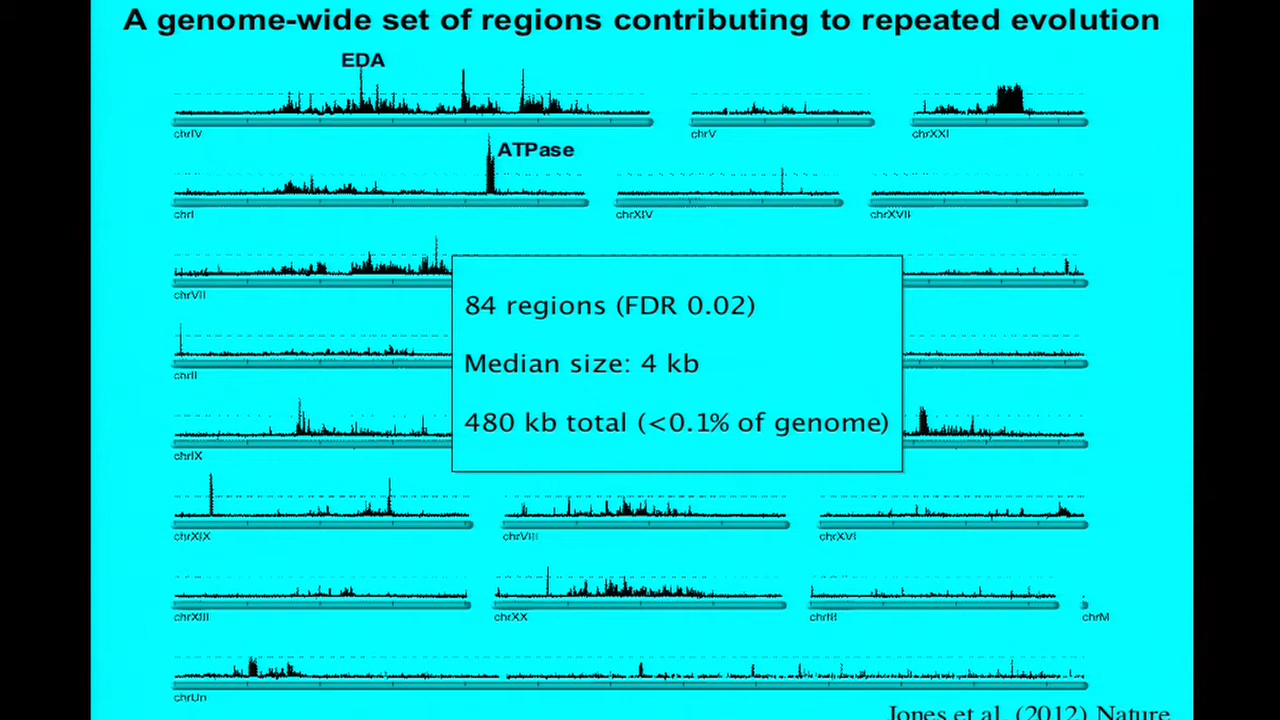 A genome-wide set of regions contributing to repeated evolution
EDA
chrIV
chrV
chrXXI
ATPase
chrI
chrXIV
chrXVII
chrVII
84 regions (FDR 0.02)
chrII
Median size: 4 kb
480 kb total (<0.1% of genome)
chrIX
chrXIX
chrVIII
chrXVI
chrXIII
chrXX
chrIII
chrM
chrUn
Jones et al. (2012) Nature